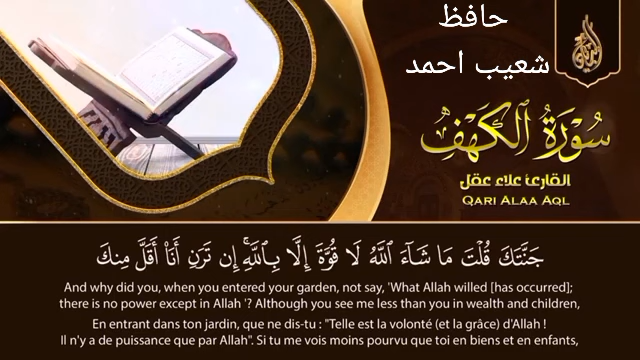 حافظ
شعیب احمد
سُورَةُ الكَهْفِ
القارئ علاء عقل
QARI ALAA AQL
جَنَّتَكَ قُلْتَ مَا شَآءَ ٱللَّهُ لَا قُوَّةَ إِلَّا بِٱللَّهِۚ إِن تَرَنِ أَنَا۠ أَقَلَّ مِنكَ
And why did you, when you entered your garden, not say, 'What Allah willed [has occurred];
there is no power except in Allah '? Although you see me less than you in wealth and children,
En entrant dans ton jardin, que ne dis-tu : "Telle est la volonté (et la grâce) d'Allah !
Il n'y a de puissance que par Allah". Si tu me vois moins pourvu que toi en biens et en enfants,